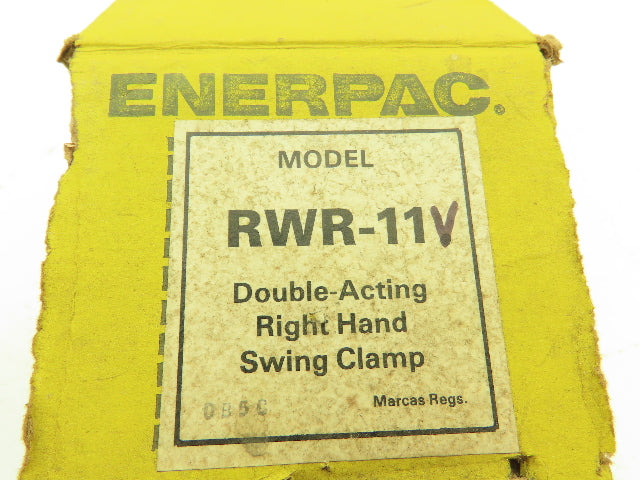 ENERPAC.
MODEL
RWR-11V
Double-Acting
Right Hand
Swing Clamp
Marcas Regs.